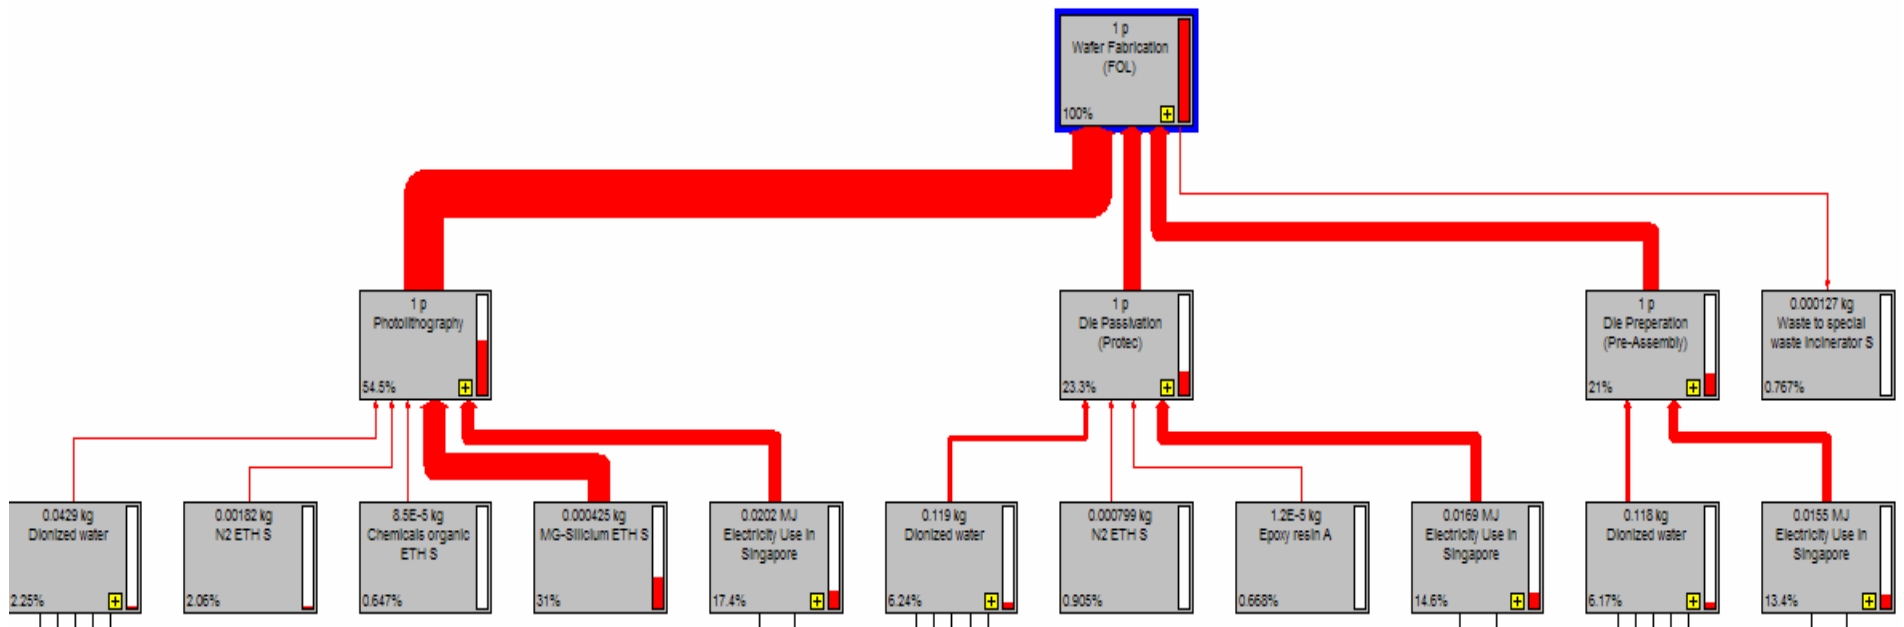 1 p
Wafer Fabrication
(FOL)
100%
1 p
Photolithography
54.5%
1 p
Die Passivation
(Protec)
23.3%
1 p
Die Preperation
(Pre-Assembly)
21%
0.000127 kg
Waste to special
waste incinerator S
0.767%
0.0429 kg
Dionized water
2.25%
0.00182 kg
N2 ETH S
2.06%
8.5E-5 kg
Chemicals organic
ETH S
0.647%
0.000425 kg
MG-Silicium ETH S
31%
0.0202 MJ
Electricity Use in
Singapore
17.4%
0.119 kg
Dionized water
6.24%
0.000799 kg
N2 ETH S
0.905%
1.2E-5 kg
Epoxy resin A
0.668%
0.0169 MJ
Electricity Use in
Singapore
14.6%
0.118 kg
Dionized water
6.17%
0.0155 MJ
Electricity Use in
Singapore
13.4%